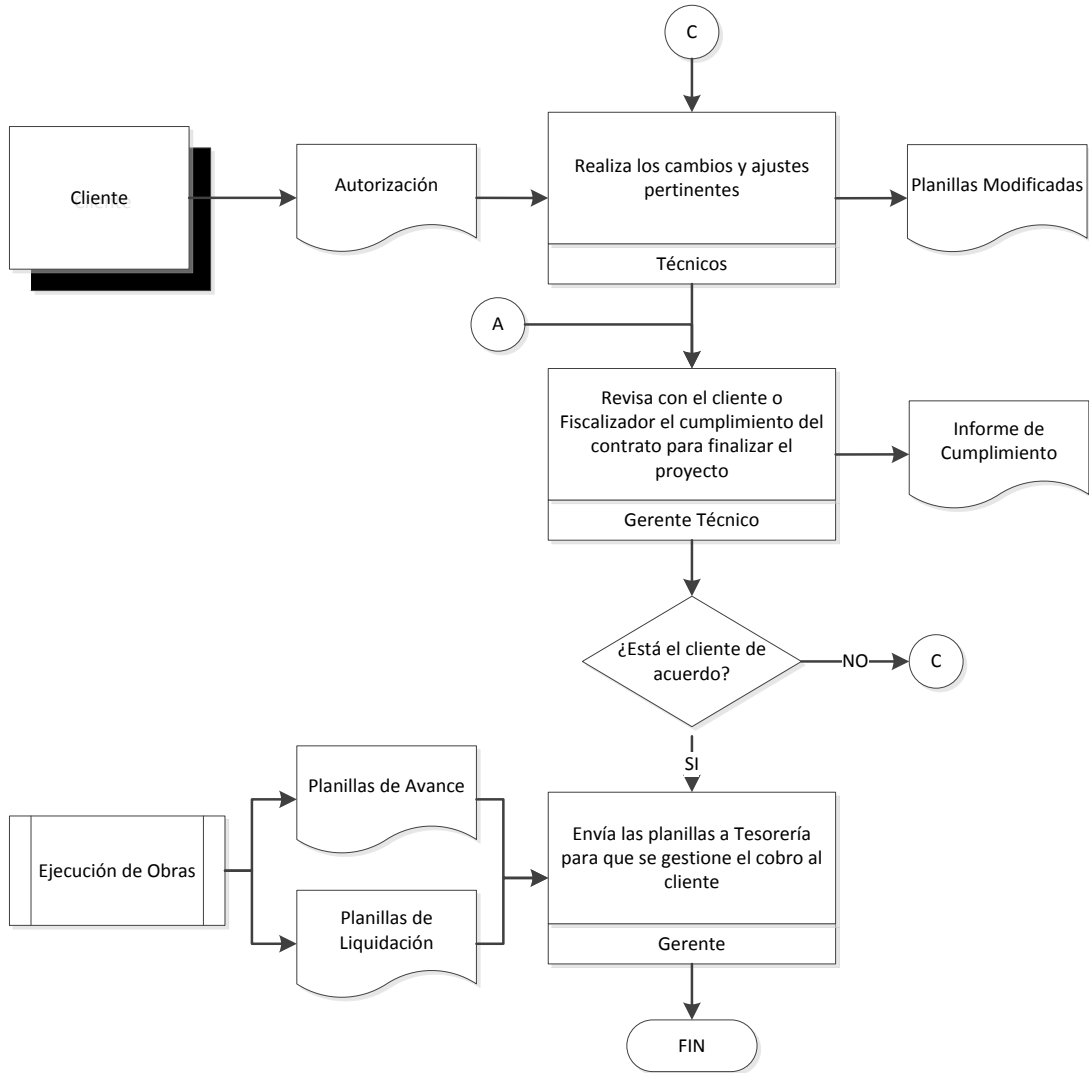 C
Cliente
Autorización
Realiza los cambios y ajustes
pertinentes
Técnicos
Planillas Modificadas
A
Revisa con el cliente o
Fiscalizador el cumplimiento del
contrato para finalizar el
proyecto
Gerente Técnico
Informe de
Cumplimiento
¿Está el cliente de
acuerdo?
NO
C
SI
Ejecución de Obras
Planillas de Avance
Planillas de
Liquidación
Envía las planillas a Tesorería
para que se gestione el cobro al
cliente
Gerente
FIN